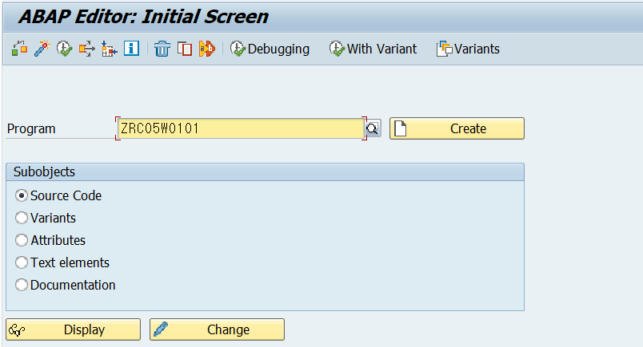 ABAP Editor: Initial Screen
Debugging With Variant Variants
Program ZRC05W0101 Create
Subobjects
Source Code
Variants
Attributes
Text elements
Documentation
Display Change